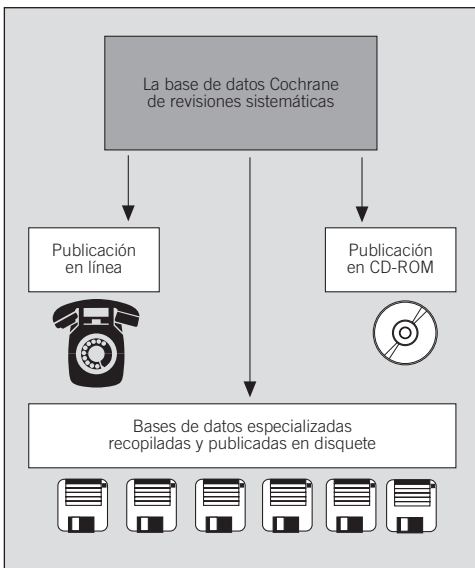 La base de datos Cochrane
de revisiones sistemáticas
Publicación
en línea
Publicación
en CD-ROM
Bases de datos especializadas
recopiladas y publicadas en disquete